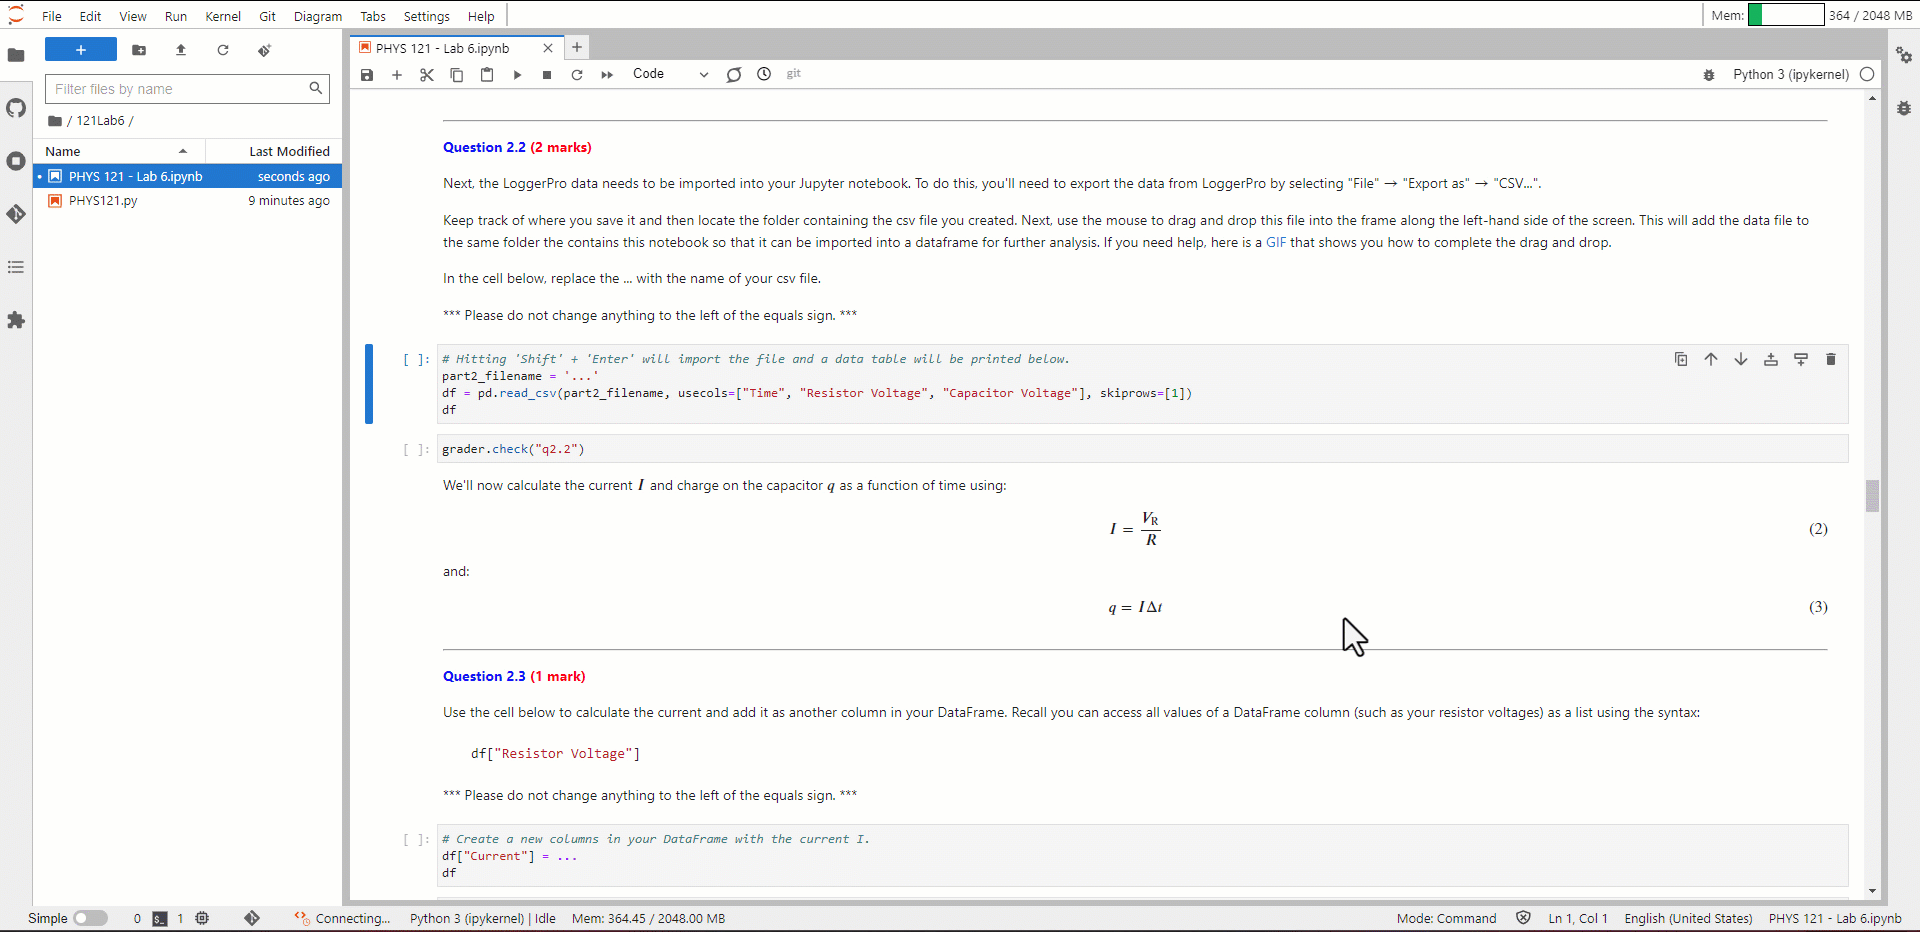 File Edit View Run Kernel Git Diagram Tabs Settings Help
Mem: 364 / 2048 MB
+
Filter files by name
/ 121Lab6 /
Name Last Modified
PHYS 121 - Lab 6.ipynb seconds ago
PHYS121.py 9 minutes ago
PHYS 121 - Lab 6.ipynb
Code git Python 3 (ipykernel)
Question 2.2 (2 marks)
Next, the LoggerPro data needs to be imported into your Jupyter notebook. To do this, you'll need to export the data from LoggerPro by selecting "File" → "Export as" → "CSV...".
Keep track of where you save it and then locate the folder containing the csv file you created. Next, use the mouse to drag and drop this file into the frame along the left-hand side of the screen. This will add the data file to
the same folder the contains this notebook so that it can be imported into a dataframe for further analysis. If you need help, here is a GIF that shows you how to complete the drag and drop.
In the cell below, replace the ... with the name of your csv file.
*** Please do not change anything to the left of the equals sign. ***
[ ]: # Hitting 'Shift' + 'Enter' will import the file and a data table will be printed below.
part2_filename = '...'
df = pd.read_csv(part2_filename, usecols=["Time", "Resistor Voltage", "Capacitor Voltage"], skiprows=[1])
df
[ ]: grader.check("q2.2")
We'll now calculate the current I and charge on the capacitor q as a function of time using:
I = V_R / R (2)
and:
q = I Δt (3)
Question 2.3 (1 mark)
Use the cell below to calculate the current and add it as another column in your DataFrame. Recall you can access all values of a DataFrame column (such as your resistor voltages) as a list using the syntax:
df["Resistor Voltage"]
*** Please do not change anything to the left of the equals sign. ***
[ ]: # Create a new columns in your DataFrame with the current I.
df["Current"] = ...
df
Simple 0 1 Connecting... Python 3 (ipykernel) | Idle Mem: 364.45 / 2048.00 MB Mode: Command Ln 1, Col 1 English (United States) PHYS 121 - Lab 6.ipynb